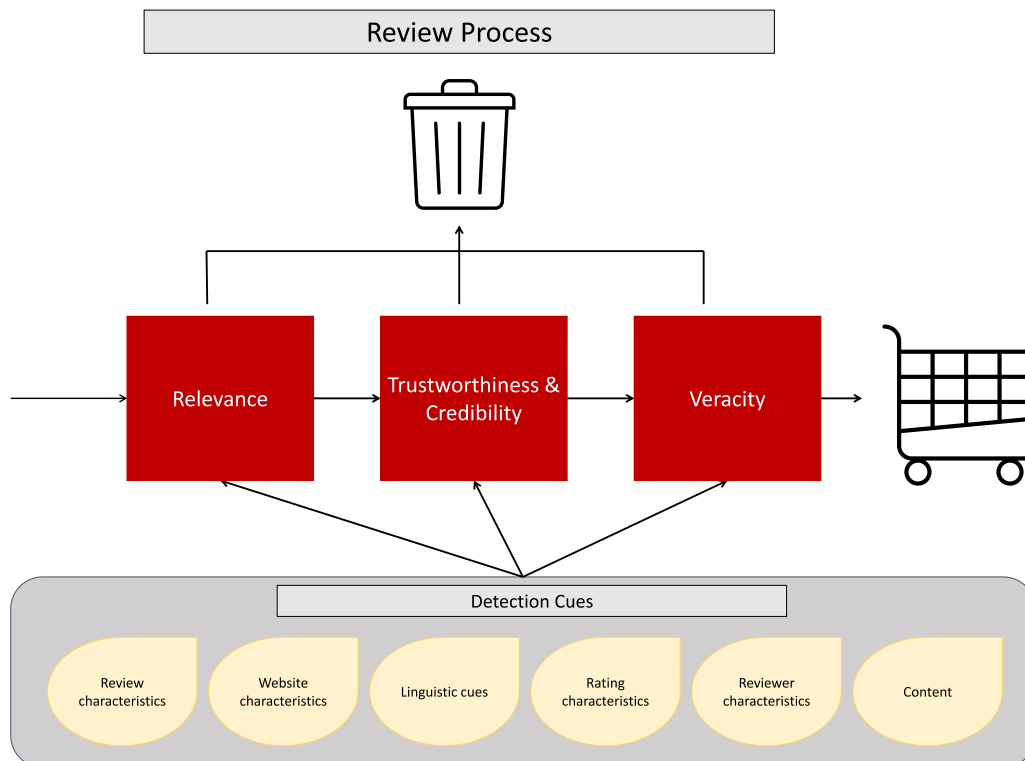 Review Process
Relevance
Trustworthiness &
Credibility
Veracity
Detection Cues
Review
characteristics
Website
characteristics
Linguistic cues
Rating
characteristics
Reviewer
characteristics
Content